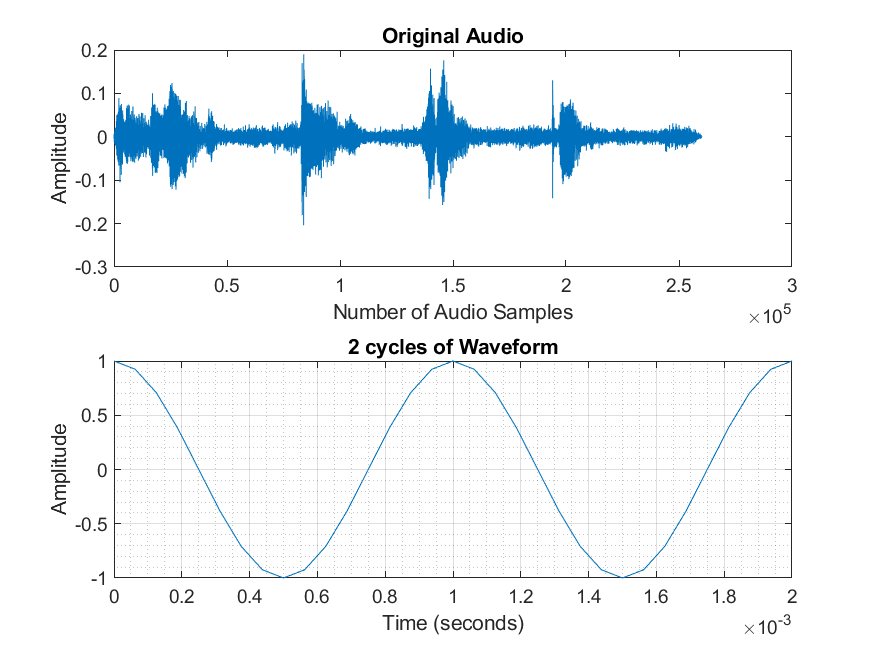 Original Audio
0.2
0.1
0
-0.1
-0.2
-0.3
Amplitude
0 0.5 1 1.5 2 2.5 3
Number of Audio Samples
×10^5
2 cycles of Waveform
1
0.5
0
-0.5
-1
Amplitude
0 0.2 0.4 0.6 0.8 1 1.2 1.4 1.6 1.8 2
Time (seconds)
×10^-3